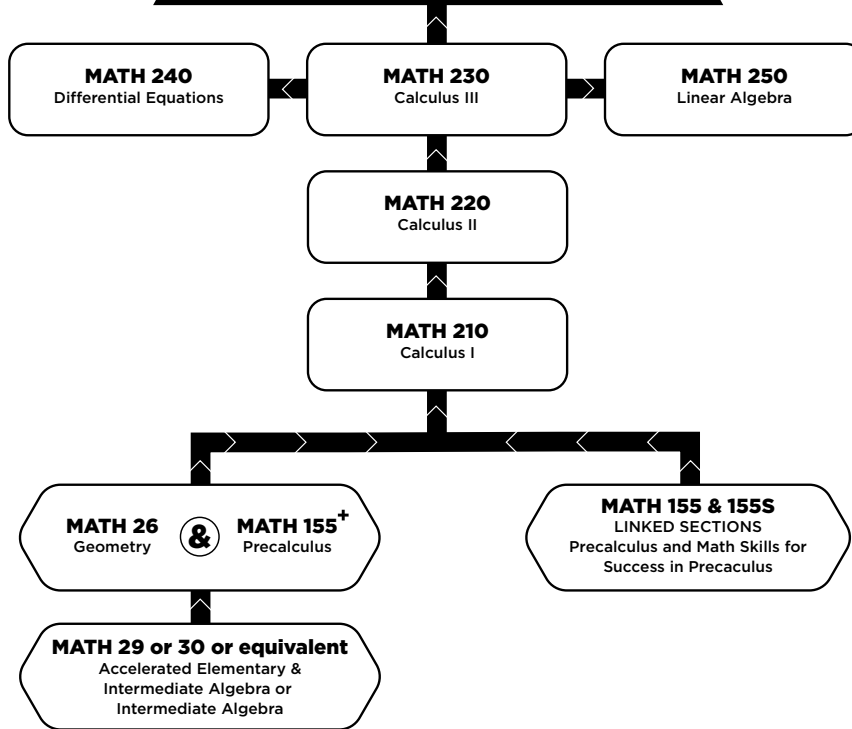 MATH 240
Differential Equations
MATH 230
Calculus III
MATH 250
Linear Algebra
MATH 220
Calculus II
MATH 210
Calculus I
MATH 26
Geometry
&
MATH 155+
Precalculus
MATH 155 & 155S
LINKED SECTIONS
Precalculus and Math Skills for
Success in Precaculus
MATH 29 or 30 or equivalent
Accelerated Elementary &
Intermediate Algebra or
Intermediate Algebra